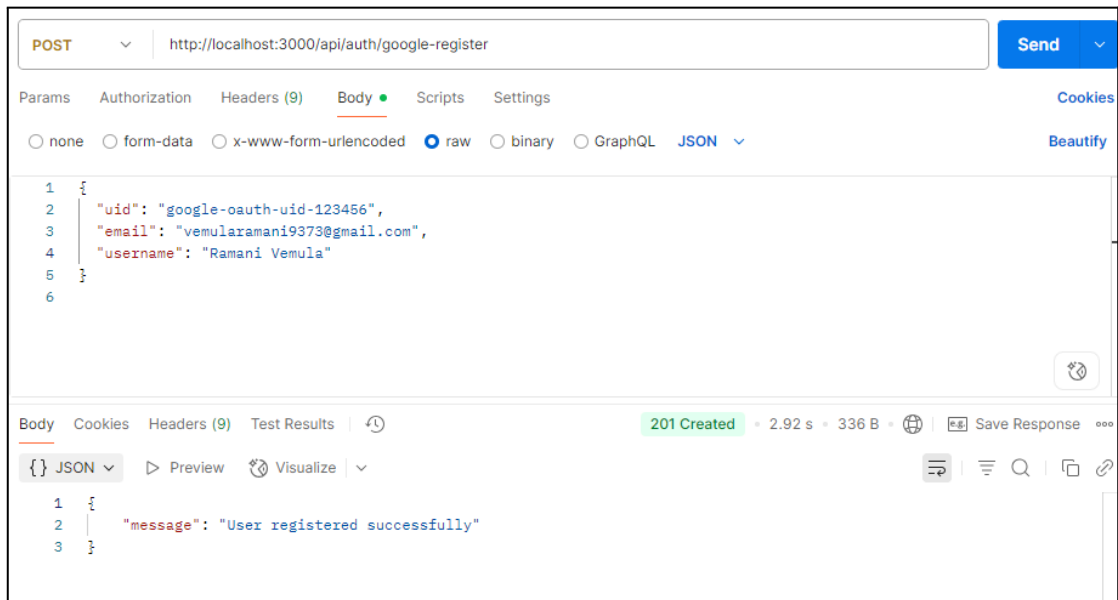 POST http://localhost:3000/api/auth/google-register Send
Params Authorization Headers (9) Body Scripts Settings Cookies
none form-data x-www-form-urlencoded raw binary GraphQL JSON Beautify
1 {
2 "uid": "google-oauth-uid-123456",
3 "email": "vemularamani9373@gmail.com",
4 "username": "Ramani Vemula"
5 }
6
Body Cookies Headers (9) Test Results 201 Created • 2.92 s • 336 B • e.g. Save Response
{} JSON Preview Visualize
1 {
2 "message": "User registered successfully"
3 }